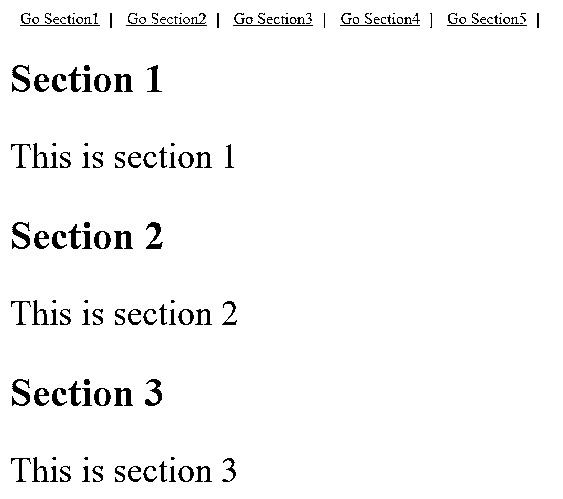 Go Section1 | Go Section2 | Go Section3 | Go Section4 | Go Section5 |
Section 1
This is section 1
Section 2
This is section 2
Section 3
This is section 3